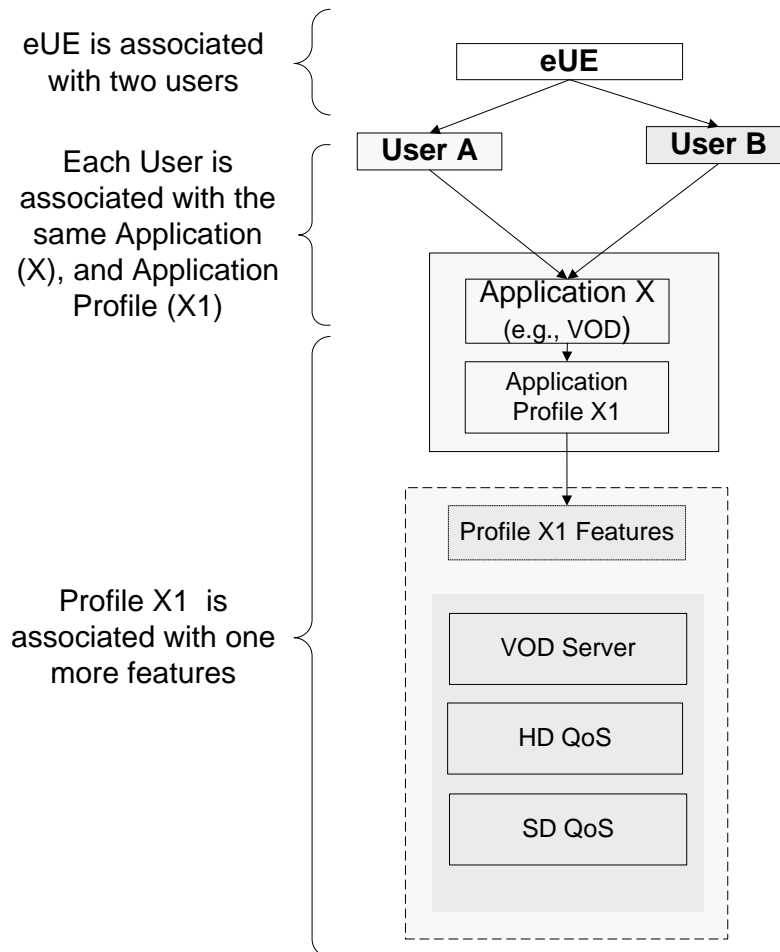 eUE is associated
with two users
eUE
User A
User B
Each User is
associated with the
same Application
(X), and Application
Profile (X1)
Application X
(e.g., VOD)
Application
Profile X1
Profile X1 Features
Profile X1 is
associated with one
more features
VOD Server
HD QoS
SD QoS